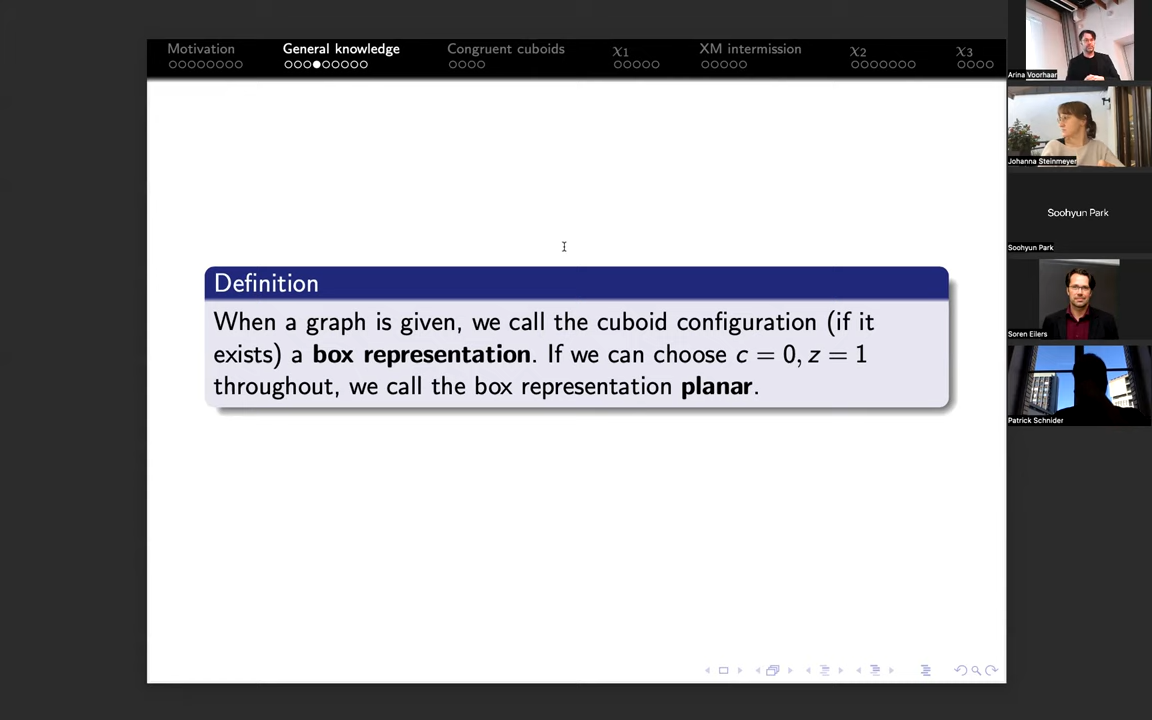 Motivation General knowledge Congruent cuboids χ1 XM intermission χ2 χ3
Definition
When a graph is given, we call the cuboid configuration (if it
exists) a box representation. If we can choose c = 0, z = 1
throughout, we call the box representation planar.
Arina Voorhaar
Johanna Steinmeyer
Soohyun Park
Soohyun Park
Soren Eilers
Patrick Schnider